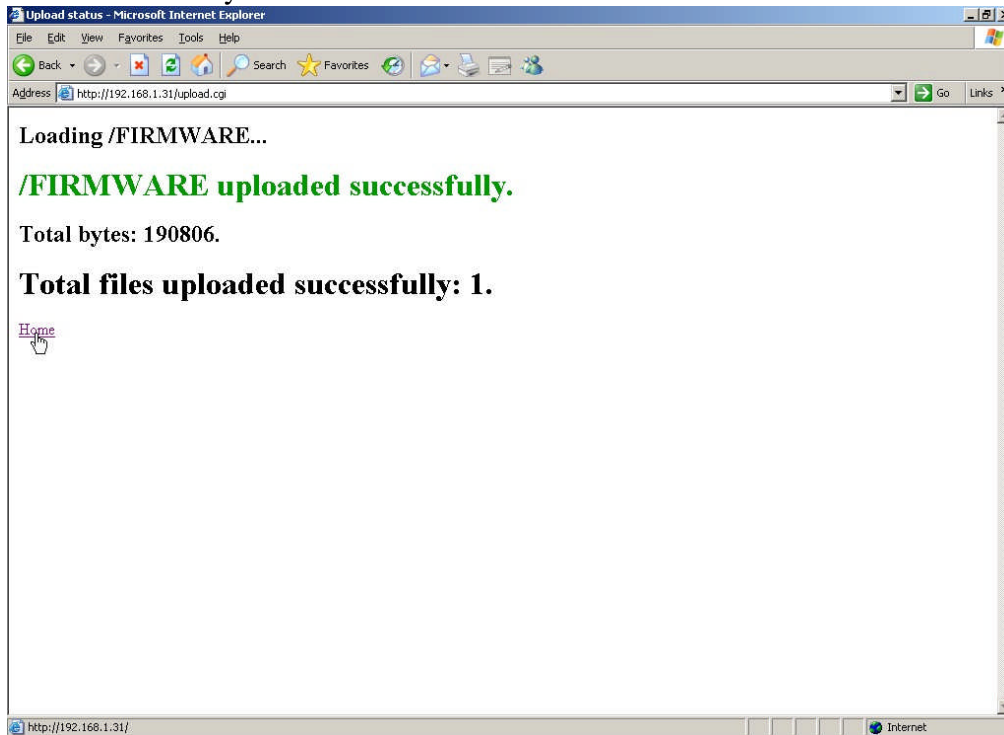 Upload status - Microsoft Internet Explorer
File Edit View Favorites Tools Help
Back Search Favorites
Address http://192.168.1.31/upload.cgi Go Links
Loading /FIRMWARE...
/FIRMWARE uploaded successfully.
Total bytes: 190806.
Total files uploaded successfully: 1.
Home
http://192.168.1.31/ Internet